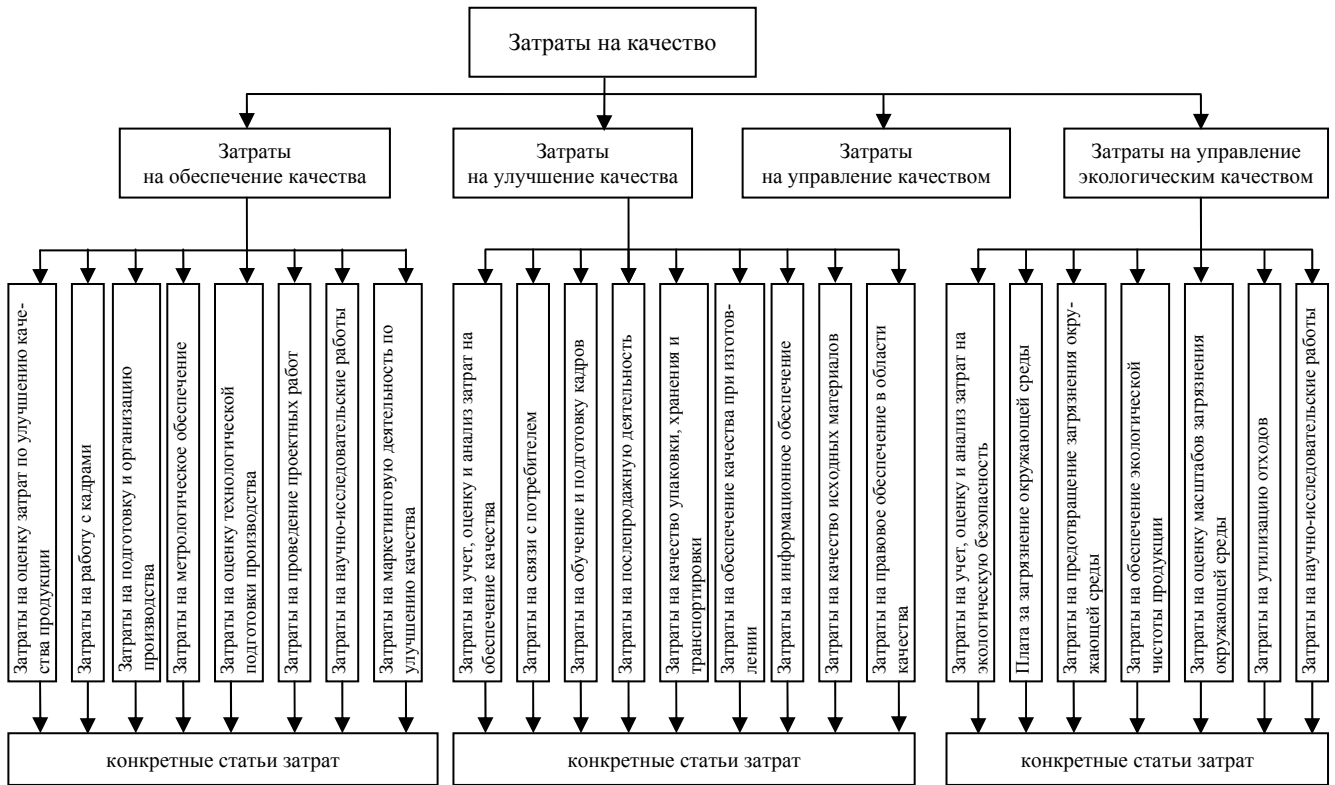 Затраты на качество
Затраты
на обеспечение качества
Затраты
на улучшение качества
Затраты
на управление качеством
Затраты на управление
экологическим качеством
Затраты на оценку затрат по улучшению каче-
ства продукции
Затраты на работу с кадрами
Затраты на подготовку и организацию
производства
Затраты на метрологическое обеспечение
Затраты на оценку технологической
подготовки производства
Затраты на проведение проектных работ
Затраты на научно-исследовательские работы
Затраты на маркетинговую деятельность по
улучшению качества
Затраты на учет, оценку и анализ затрат на
обеспечение качества
Затраты на связи с потребителем
Затраты на обучение и подготовку кадров
Затраты на послепродажную деятельность
Затраты на качество упаковки, хранения и
транспортировки
Затраты на обеспечение качества при изготов-
лении
Затраты на информационное обеспечение
Затраты на качество исходных материалов
Затраты на правовое обеспечение в области
качества
Затраты на учет, оценку и анализ затрат на
экологическую безопасность
Плата за загрязнение окружающей среды
Затраты на предотвращение загрязнения окру-
жающей среды
Затраты на обеспечение экологической
чистоты продукции
Затраты на оценку масштабов загрязнения
окружающей среды
Затраты на утилизацию отходов
Затраты на научно-исследовательские работы
конкретные статьи затрат
конкретные статьи затрат
конкретные статьи затрат